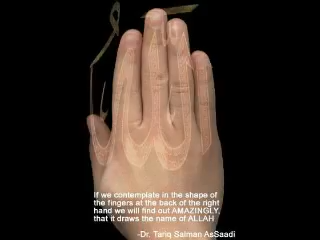 If we contemplate in the shape of
the fingers at the back of the right
hand we will find out AMAZINGLY,
that it draws the name of ALLAH
-Dr. Tariq Salman AsSaadi